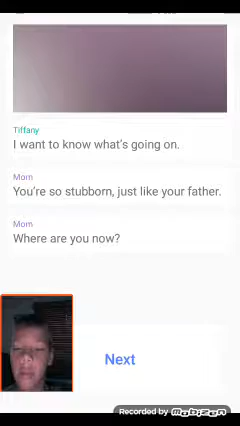 Tiffany
I want to know what's going on.
Mom
You're so stubborn, just like your father.
Mom
Where are you now?
Next
Recorded by MOBIZEN